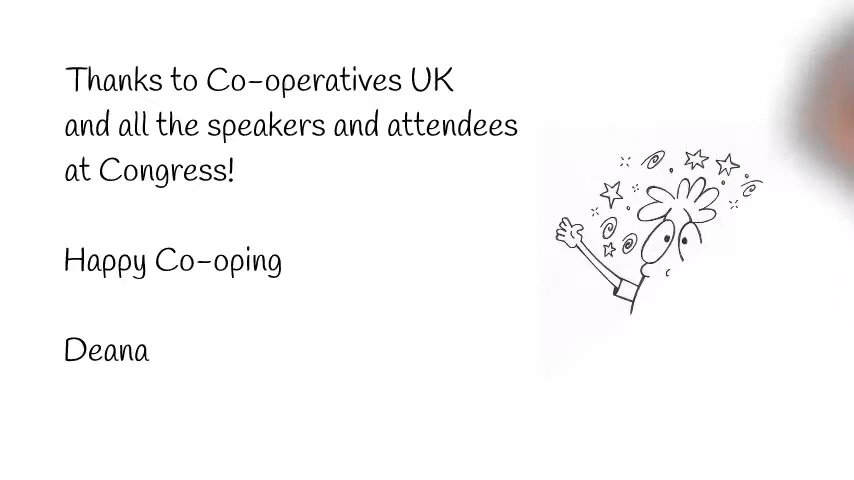 Thanks to Co-operatives UK
and all the speakers and attendees
at Congress!
Happy Co-oping
Deana